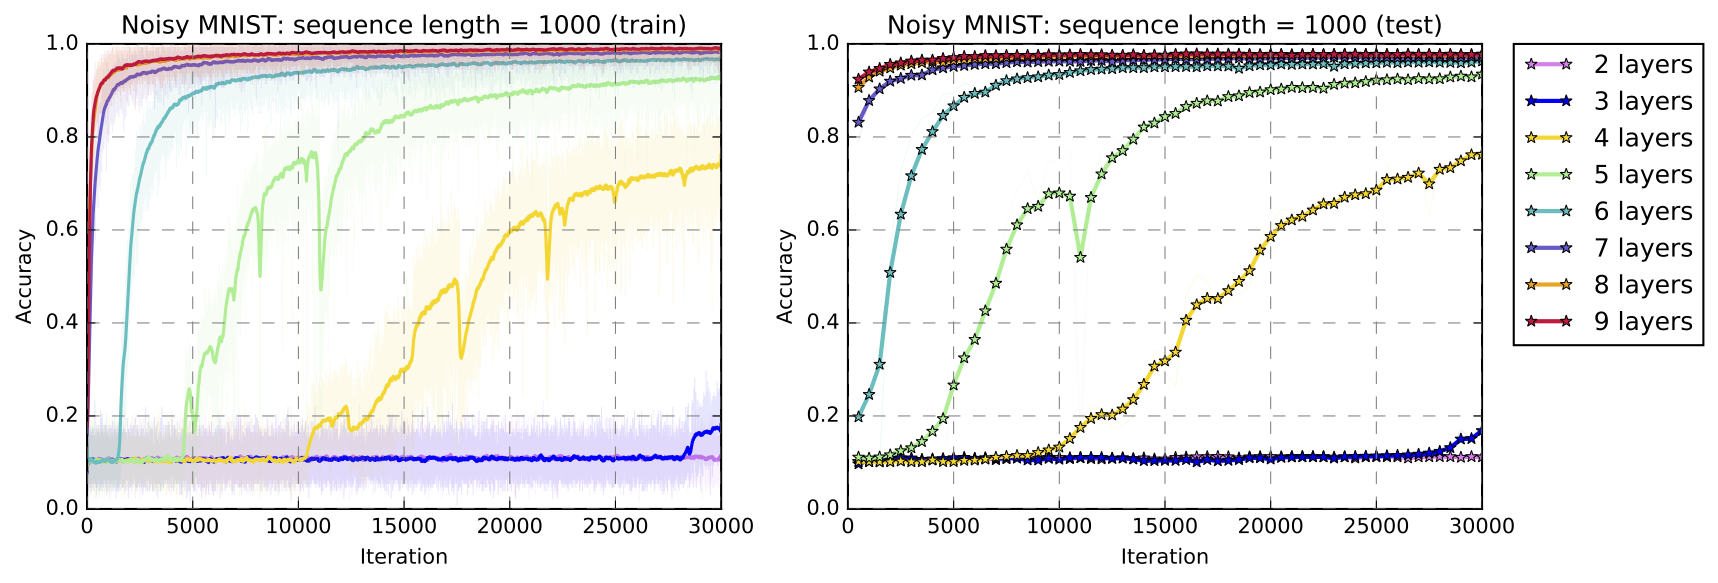 Noisy MNIST: sequence length = 1000 (train)
1.0
0.8
0.6
0.4
0.2
0.0
Accuracy
0 5000 10000 15000 20000 25000 30000
Iteration
Noisy MNIST: sequence length = 1000 (test)
1.0
0.8
0.6
0.4
0.2
0.0
Accuracy
0 5000 10000 15000 20000 25000 30000
Iteration
2 layers
3 layers
4 layers
5 layers
6 layers
7 layers
8 layers
9 layers